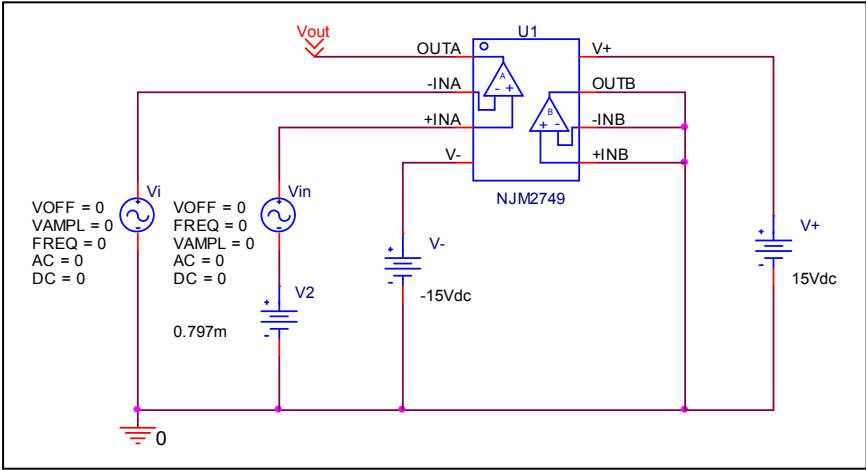 Vout
U1
OUTA
V+
-INA
OUTB
A
- +
+INA
B
-INB
+ -
V-
+INB
NJM2749
Vi
+
-
VOFF = 0
VAMPL = 0
FREQ = 0
AC = 0
DC = 0
Vin
+
-
VOFF = 0
FREQ = 0
VAMPL = 0
AC = 0
DC = 0
V2
+
-
0.797m
V-
+
-
-15Vdc
V+
+
-
15Vdc
0